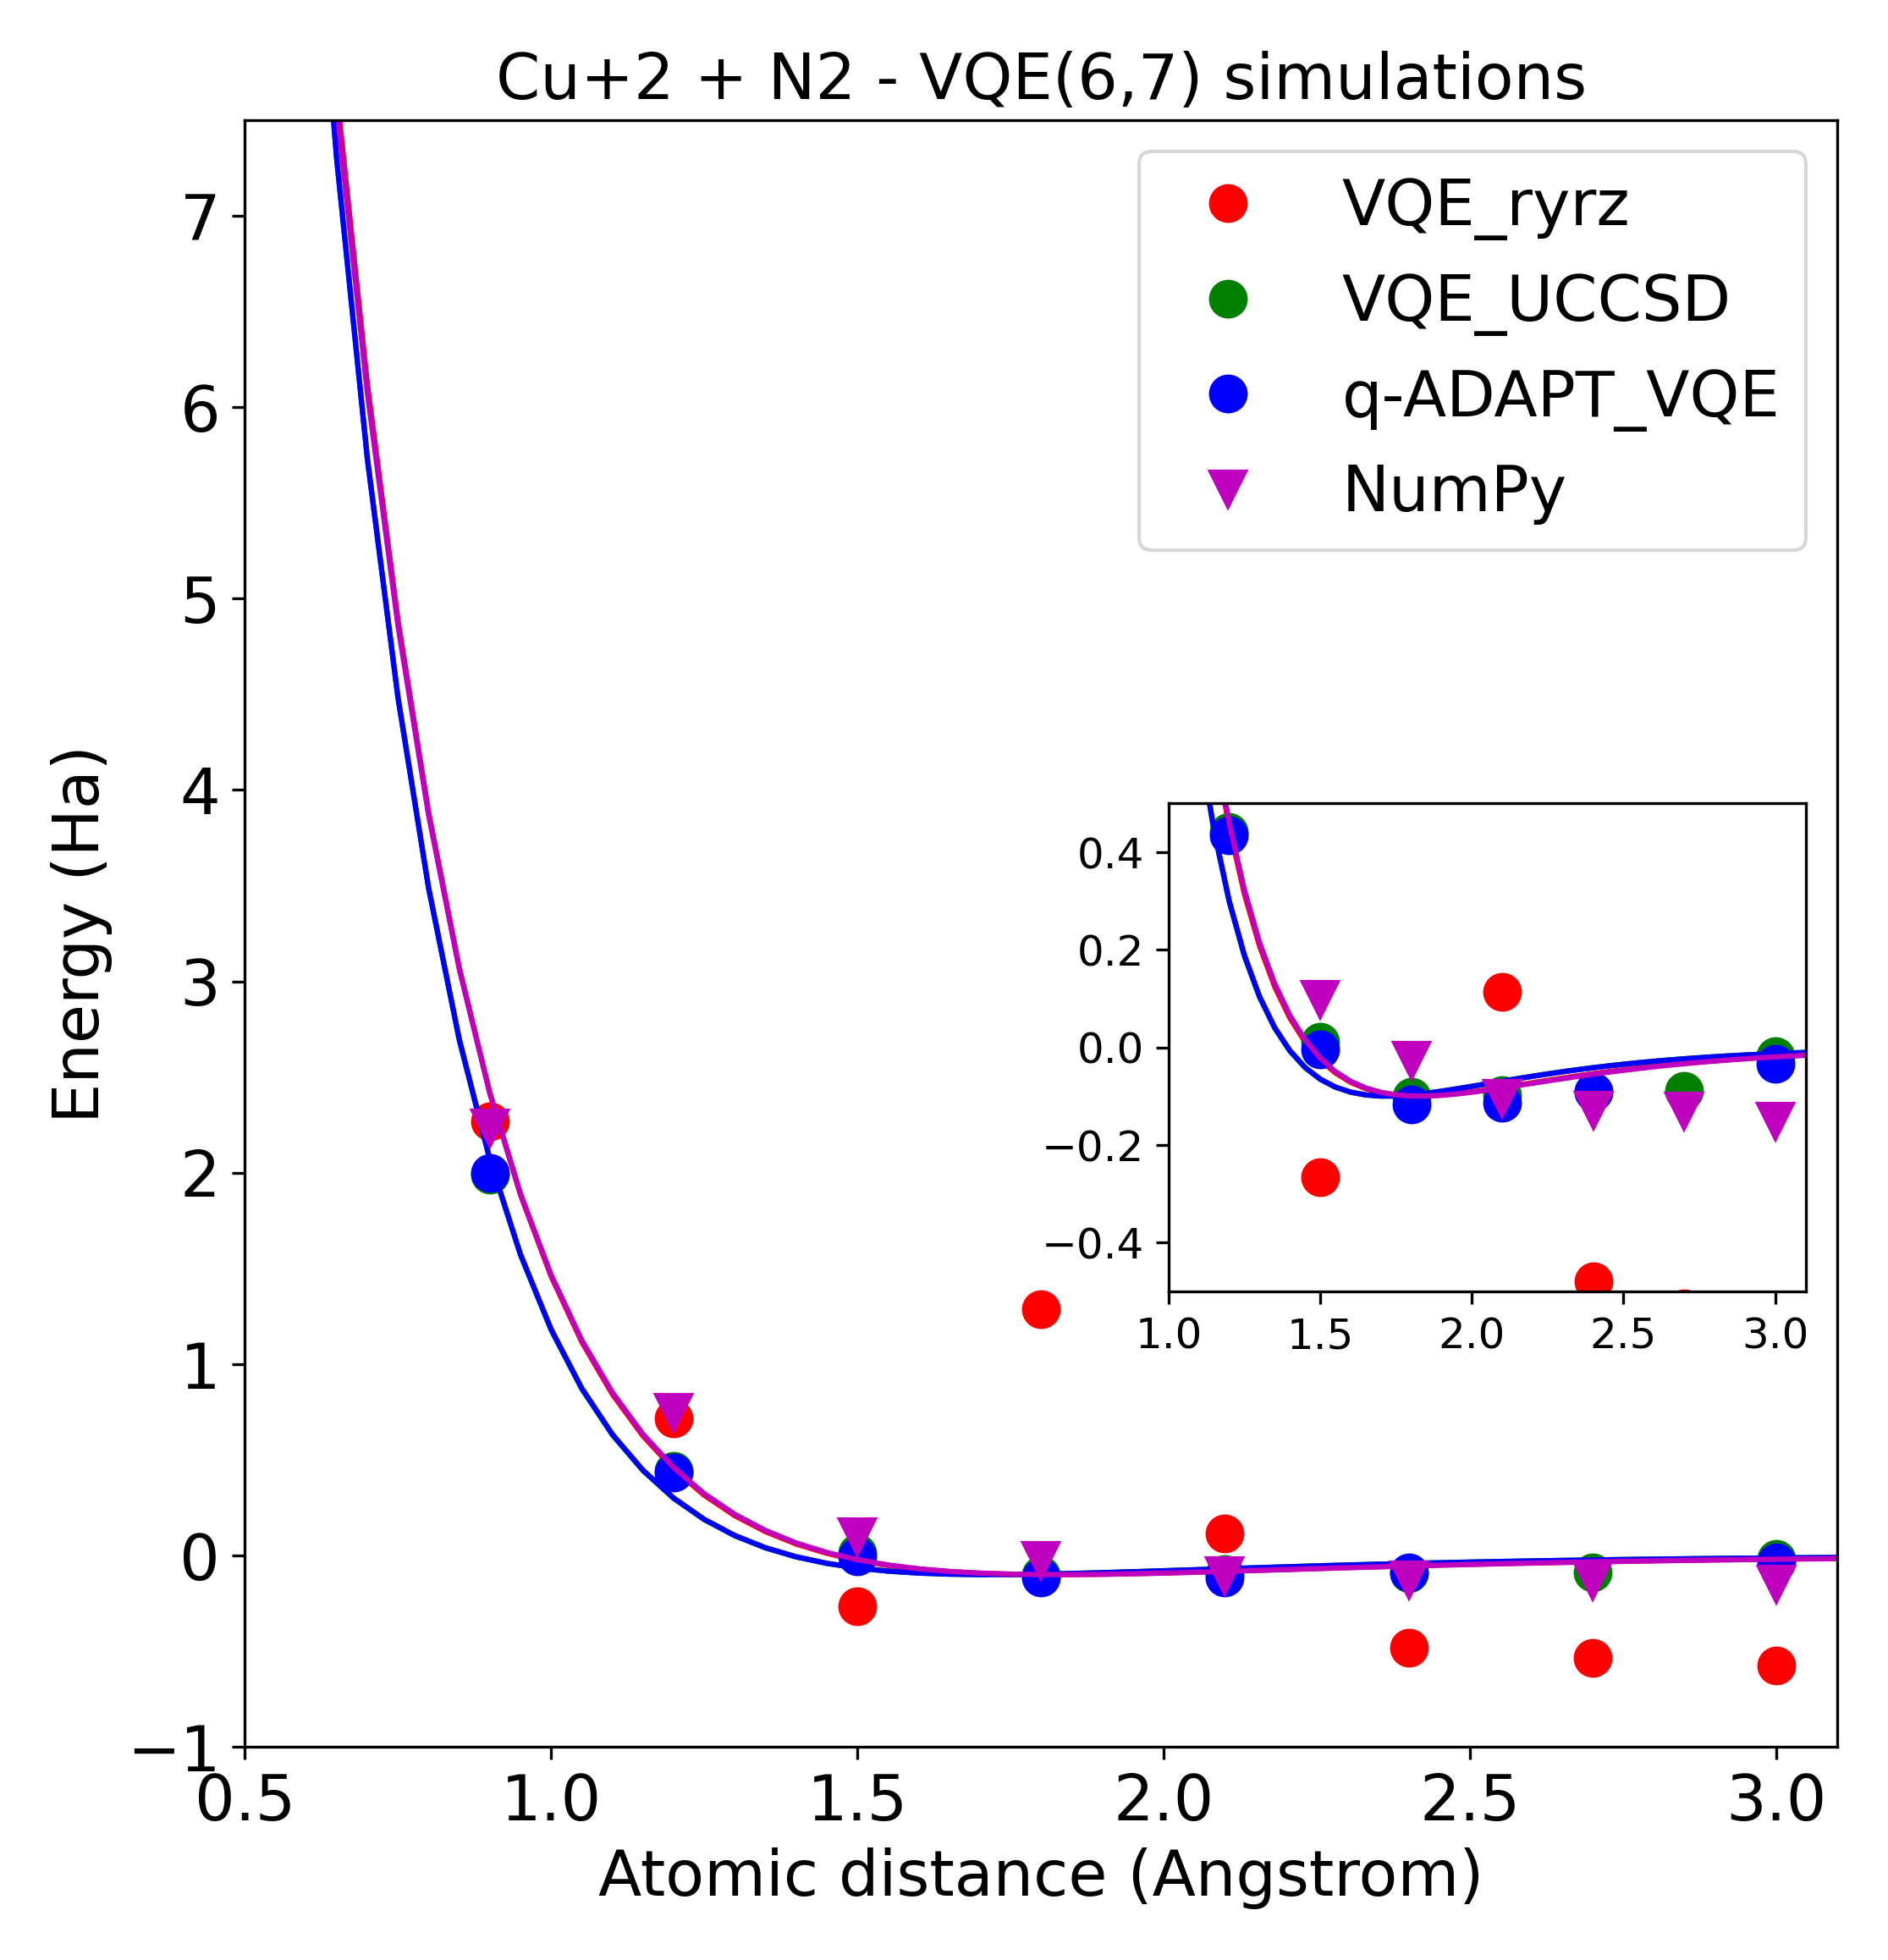 Cu+2 + N2 - VQE(6,7) simulations
VQE_ryrz
VQE_UCCSD
q-ADAPT_VQE
NumPy
Energy (Ha)
7
6
5
4
3
2
1
0
−1
0.4
0.2
0.0
−0.2
−0.4
1.0 1.5 2.0 2.5 3.0
0.5 1.0 1.5 2.0 2.5 3.0
Atomic distance (Angstrom)